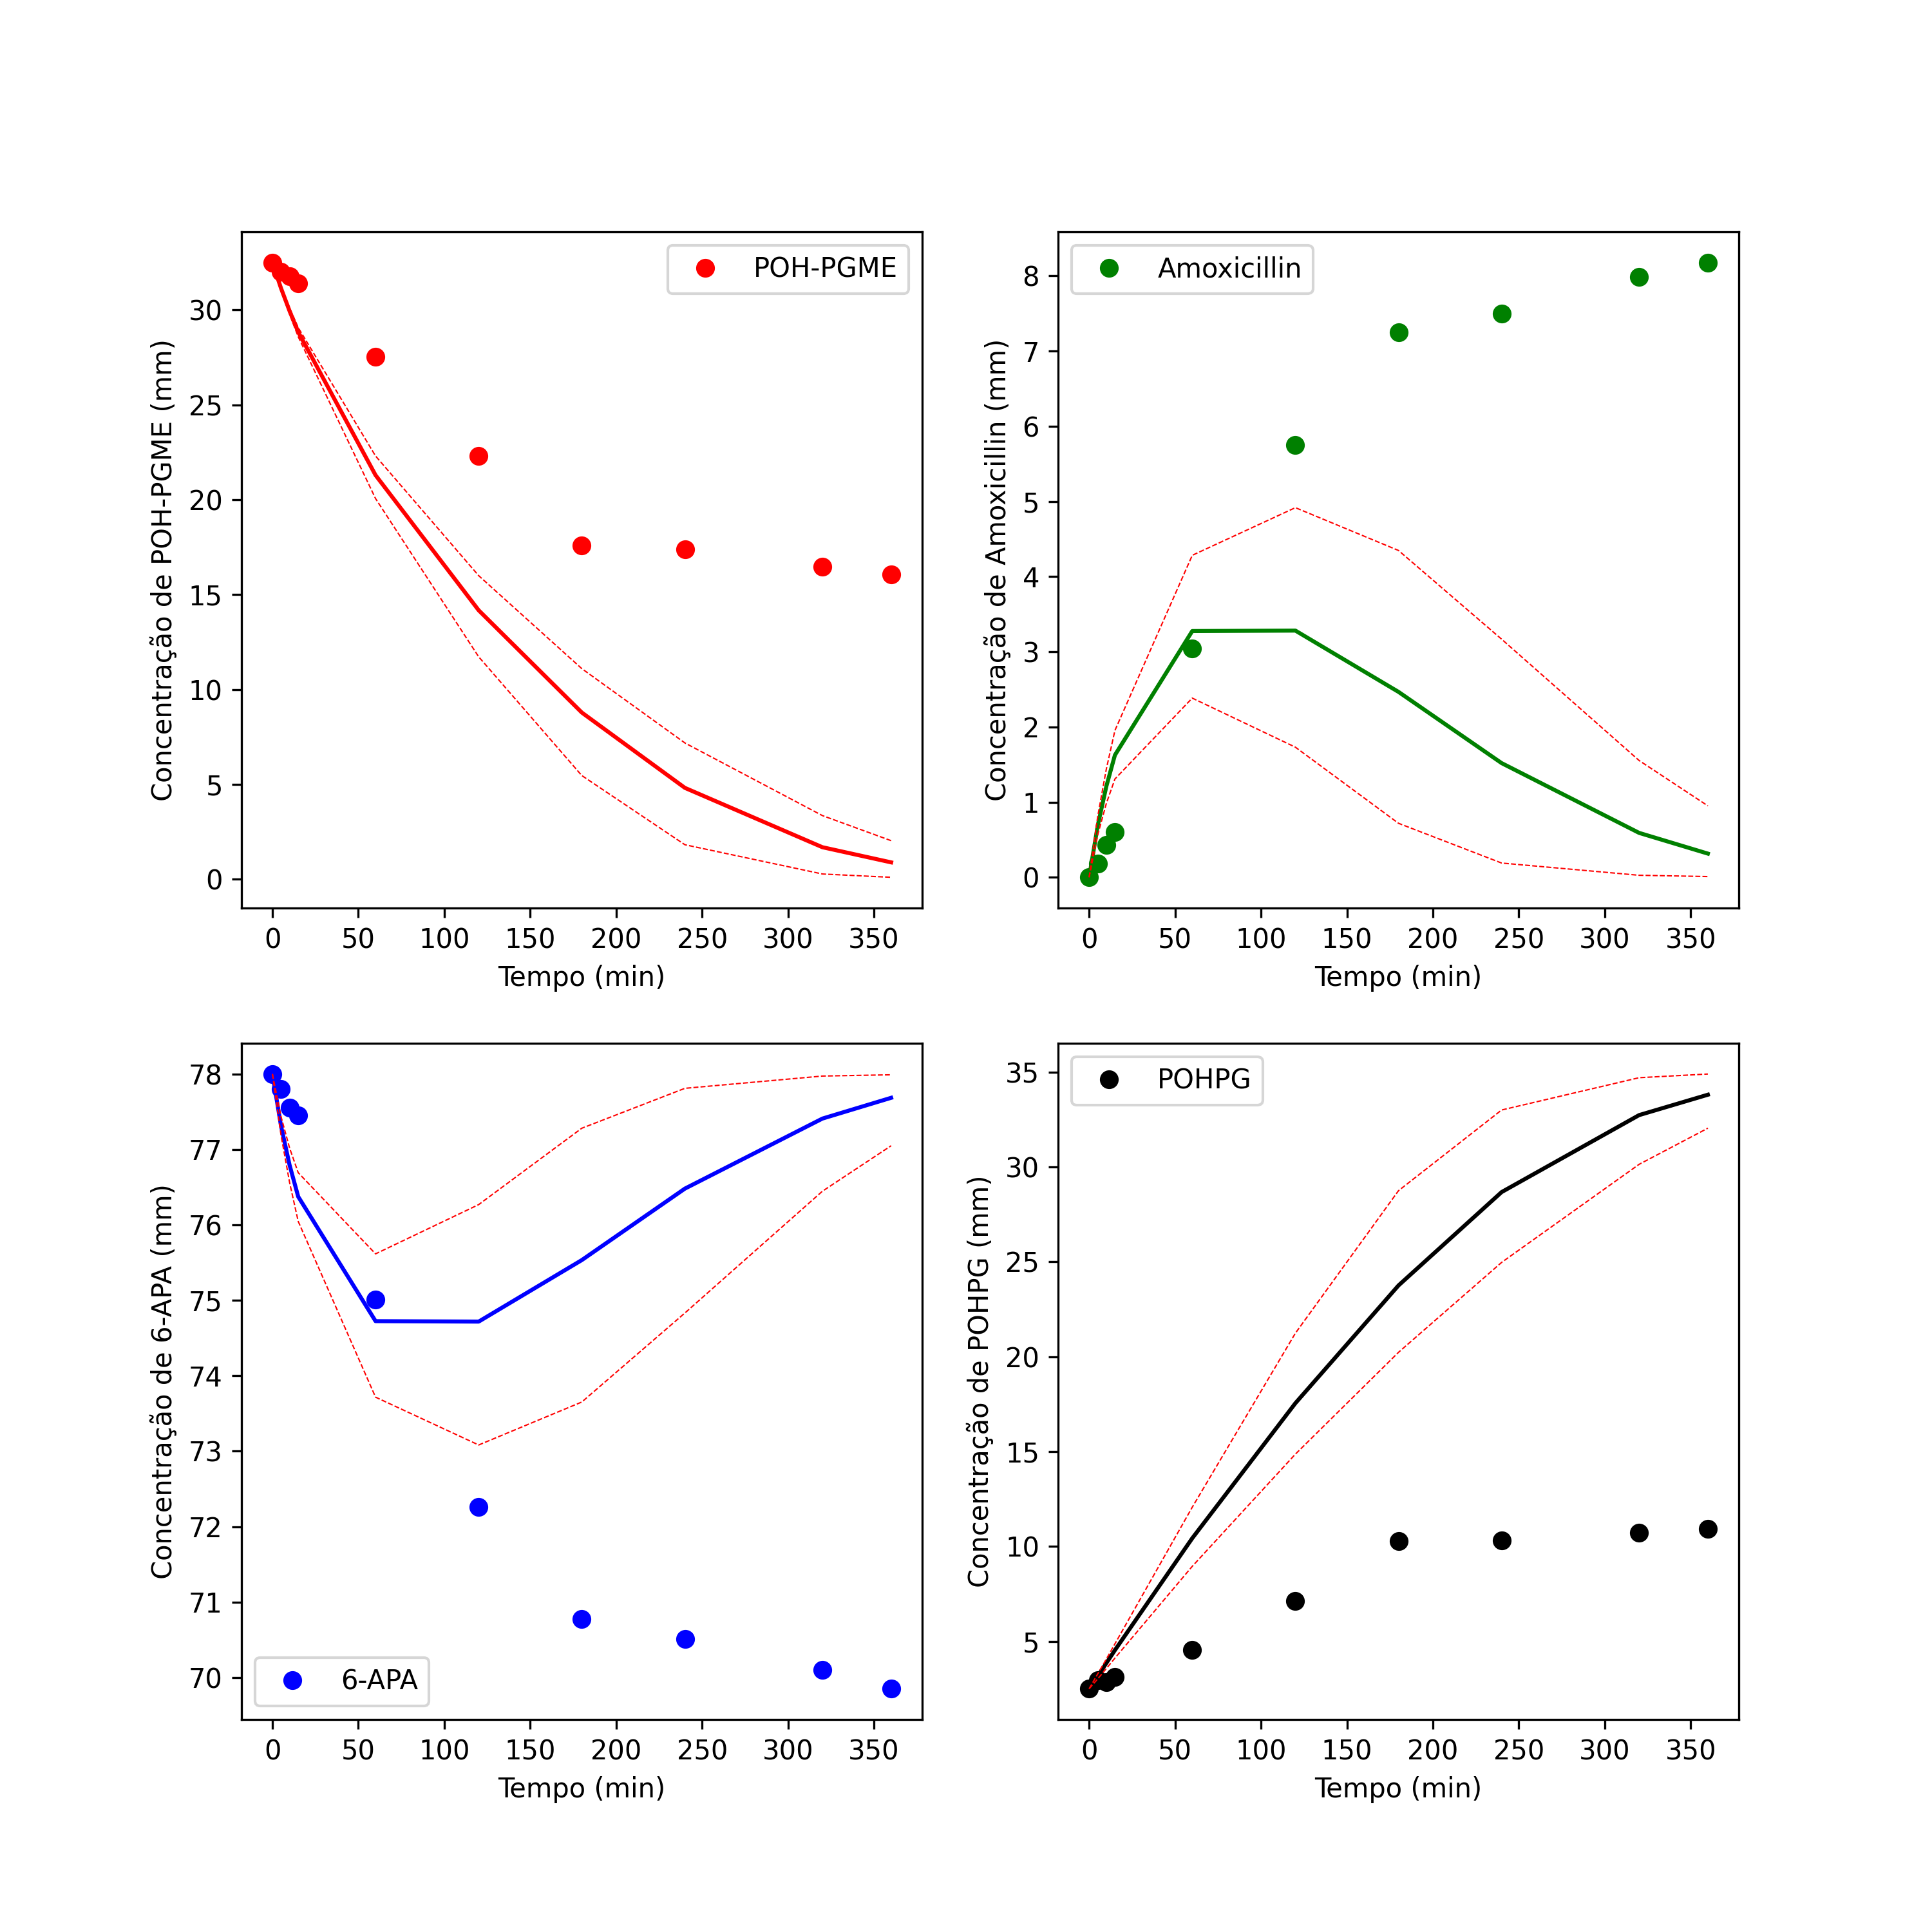 POH-PGME
Concentração de POH-PGME (mm)
30
25
20
15
10
5
0
0 50 100 150 200 250 300 350
Tempo (min)
Amoxicillin
Concentração de Amoxicillin (mm)
8
7
6
5
4
3
2
1
0
0 50 100 150 200 250 300 350
Tempo (min)
Concentração de 6-APA (mm)
78
77
76
75
74
73
72
71
70
6-APA
0 50 100 150 200 250 300 350
Tempo (min)
POHPG
Concentração de POHPG (mm)
35
30
25
20
15
10
5
0 50 100 150 200 250 300 350
Tempo (min)